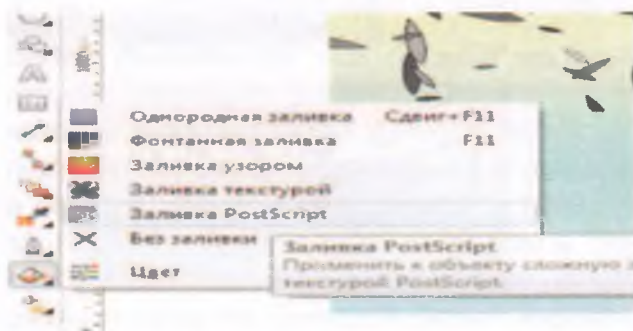 Однородная заливка Сдвиг+F11
Фонтанная заливка F11
Заливка узором
Заливка текстурой
Заливка PostScript
Без заливки
Цвет
Заливка PostScript
Применить к объекту сложную
текстурой PostScript.